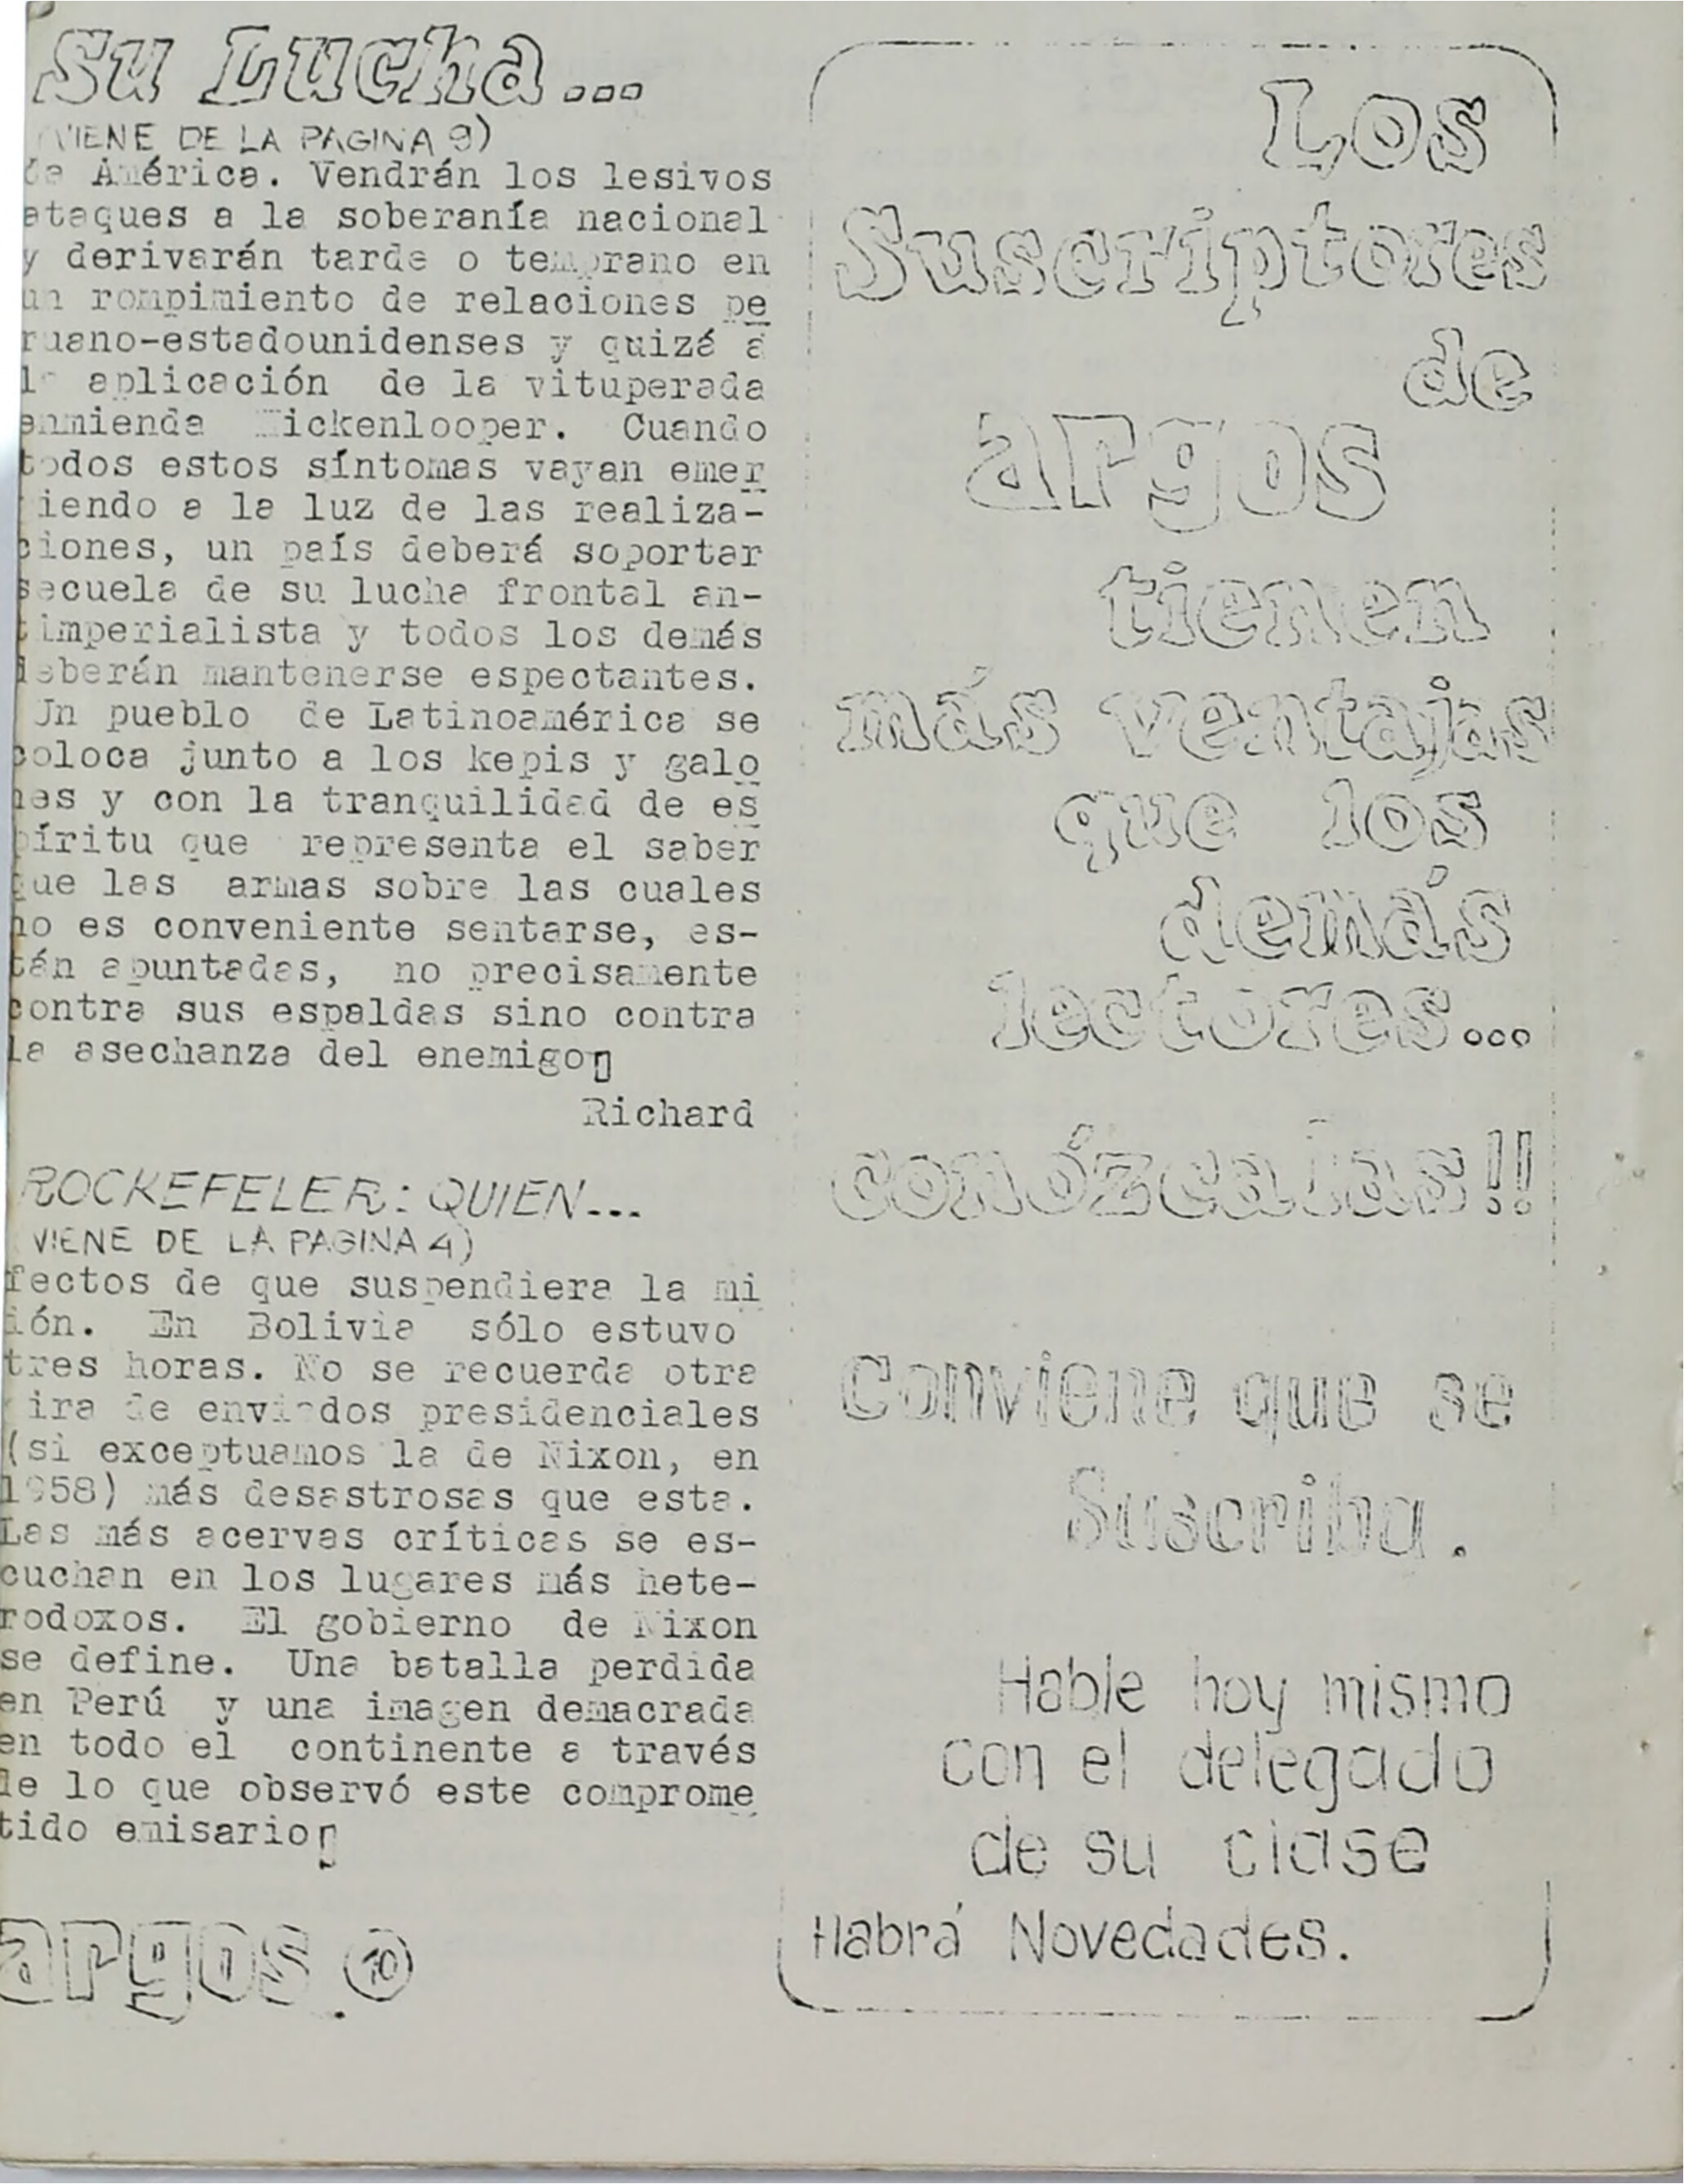 Su Lucha...
(VIENE DE LA PAGINA 9)
de América. Vendrán los lesivos
ataques a la soberanía nacional
y derivarán tarde o temprano en
un rompimiento de relaciones pe
ruano-estadounidenses y quizá a
la aplicación de la vituperada
enmienda Hickenlooper. Cuando
todos estos síntomas vayan emer
giendo a la luz de las realiza-
ciones, un país deberá soportar
secuela de su lucha frontal an-
timperialista y todos los demás
deberán mantenerse espectantes.
Un pueblo de Latinoamérica se
coloca junto a los kepis y galo
nes y con la tranquilidad de es
píritu que representa el saber
que las armas sobre las cuales
no es conveniente sentarse, es-
tán apuntadas, no precisamente
contra sus espaldas sino contra
la asechanza del enemigo
Richard
ROCKEFELER: QUIEN...
(VIENE DE LA PAGINA 4)
fectos de que suspendiera la mi
ión. En Bolivia sólo estuvo
tres horas. No se recuerda otra
gira de enviados presidenciales
(si exceptuamos la de Nixon, en
1958) más desastrosas que esta.
Las más acervas críticas se es-
cuchan en los lugares más hete-
rodoxos. El gobierno de Nixon
se define. Una batalla perdida
en Perú y una imagen demacrada
en todo el continente a través
de lo que observó este comprome
tido emisario
argos. 10
Los
Suscriptores
de
argos
tienen
más ventajas
que los
demás
lectores...
conózcalas!!
Conviene que se
Suscriba.
Hable hoy mismo
con el delegado
de su clase
Habrá Novedades.